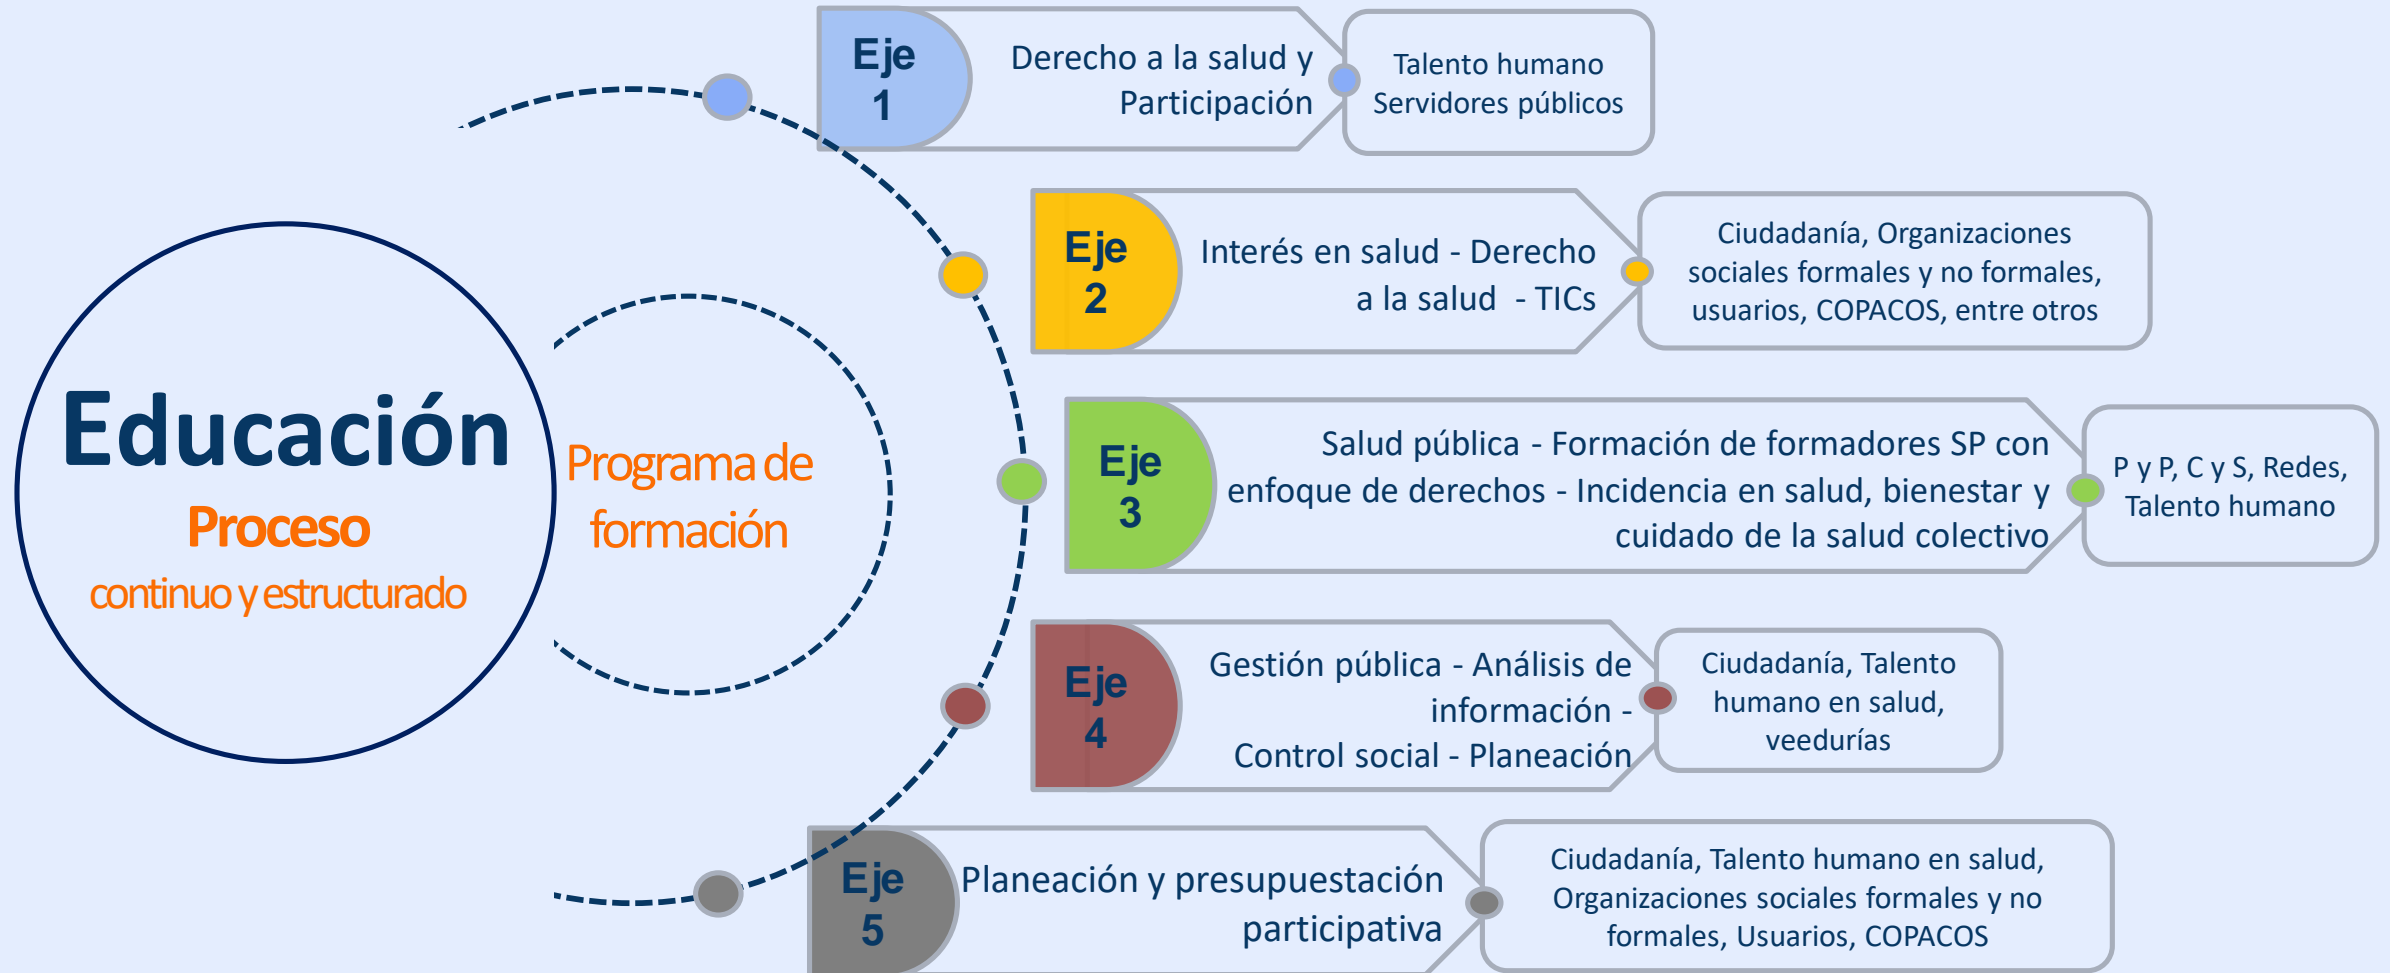 Educación
Proceso
continuo y estructurado
Programa de
formación
Eje
1
Derecho a la salud y
Participación
Talento humano
Servidores públicos
Eje
2
Interés en salud - Derecho
a la salud - TICs
Ciudadanía, Organizaciones
sociales formales y no formales,
usuarios, COPACOS, entre otros
Eje
3
Salud pública - Formación de formadores SP con
enfoque de derechos - Incidencia en salud, bienestar y
cuidado de la salud colectivo
P y P, C y S, Redes,
Talento humano
Eje
4
Gestión pública - Análisis de
información -
Control social - Planeación
Ciudadanía, Talento
humano en salud,
veedurías
Eje
5
Planeación y presupuestación
participativa
Ciudadanía, Talento humano en salud,
Organizaciones sociales formales y no
formales, Usuarios, COPACOS